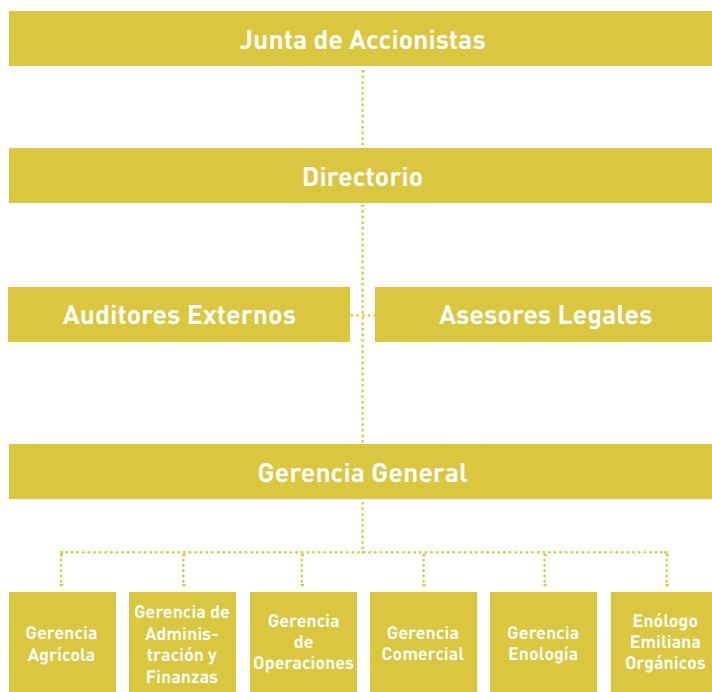 Junta de Accionistas
Directorio
Auditores Externos
Asesores Legales
Gerencia General
Gerencia
Agrícola
Gerencia de
Adminis-
tración y
Finanzas
Gerencia
de
Operaciones
Gerencia
Comercial
Gerencia
Enología
Enólogo
Emiliana
Orgánicos